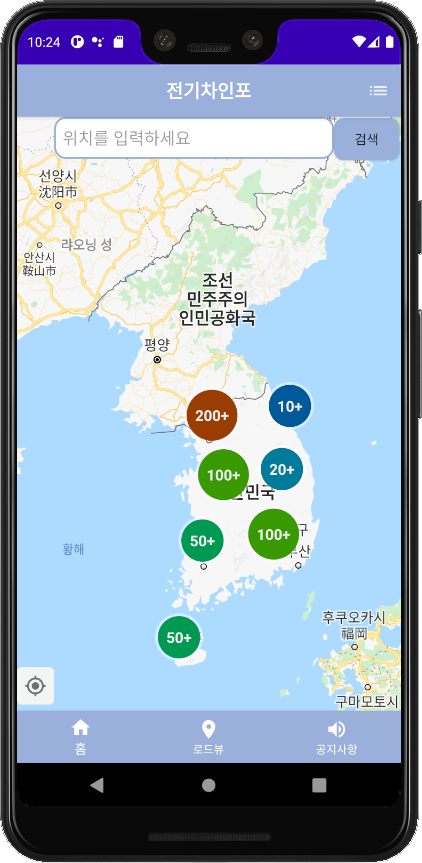 10:24
전기차인포
위치를 입력하세요
검색
선양시
沈阳市
랴오닝 성
안산시
鞍山市
조선
민주주의
인민공화국
평양
10+
200+
20+
100+
민국
100+
구
50+
산
황해
후쿠오카시
福岡
50+
구마모토시
홈
로드뷰
공지사항